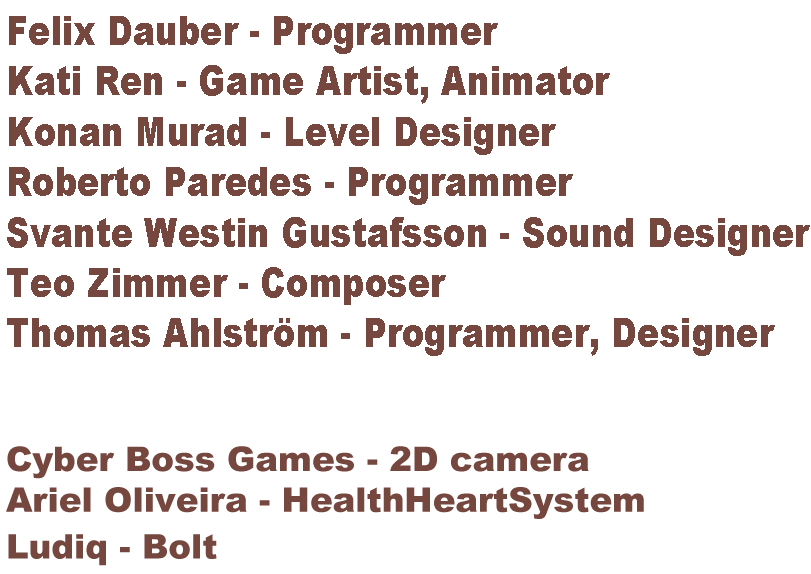 Felix Dauber - Programmer
Kati Ren - Game Artist, Animator
Konan Murad - Level Designer
Roberto Paredes - Programmer
Svante Westin Gustafsson - Sound Designer
Teo Zimmer - Composer
Thomas Ahlström - Programmer, Designer
Cyber Boss Games - 2D camera
Ariel Oliveira - HealthHeartSystem
Ludiq - Bolt